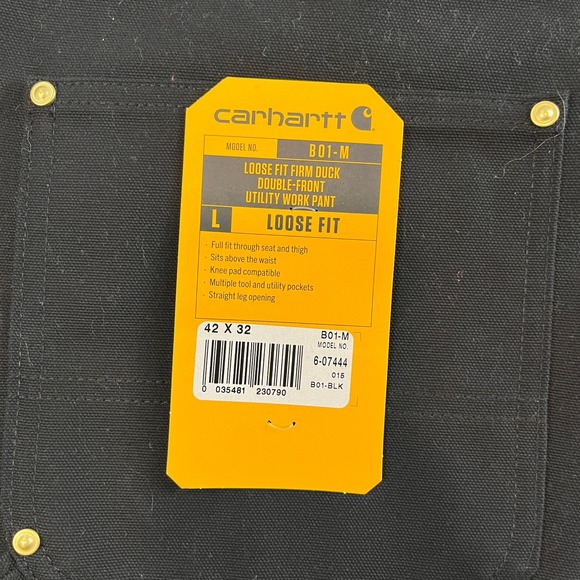 carhartt
MODEL NO. B01-M
LOOSE FIT FIRM DUCK
DOUBLE-FRONT
UTILITY WORK PANT
L LOOSE FIT
· Full fit through seat and thigh
· Sits above the waist
· Knee pad compatible
· Multiple tool and utility pockets
· Straight leg opening
42 X 32
B01-M
MODEL NO.
6-07444
015
B01-BLK
0 035481 230790